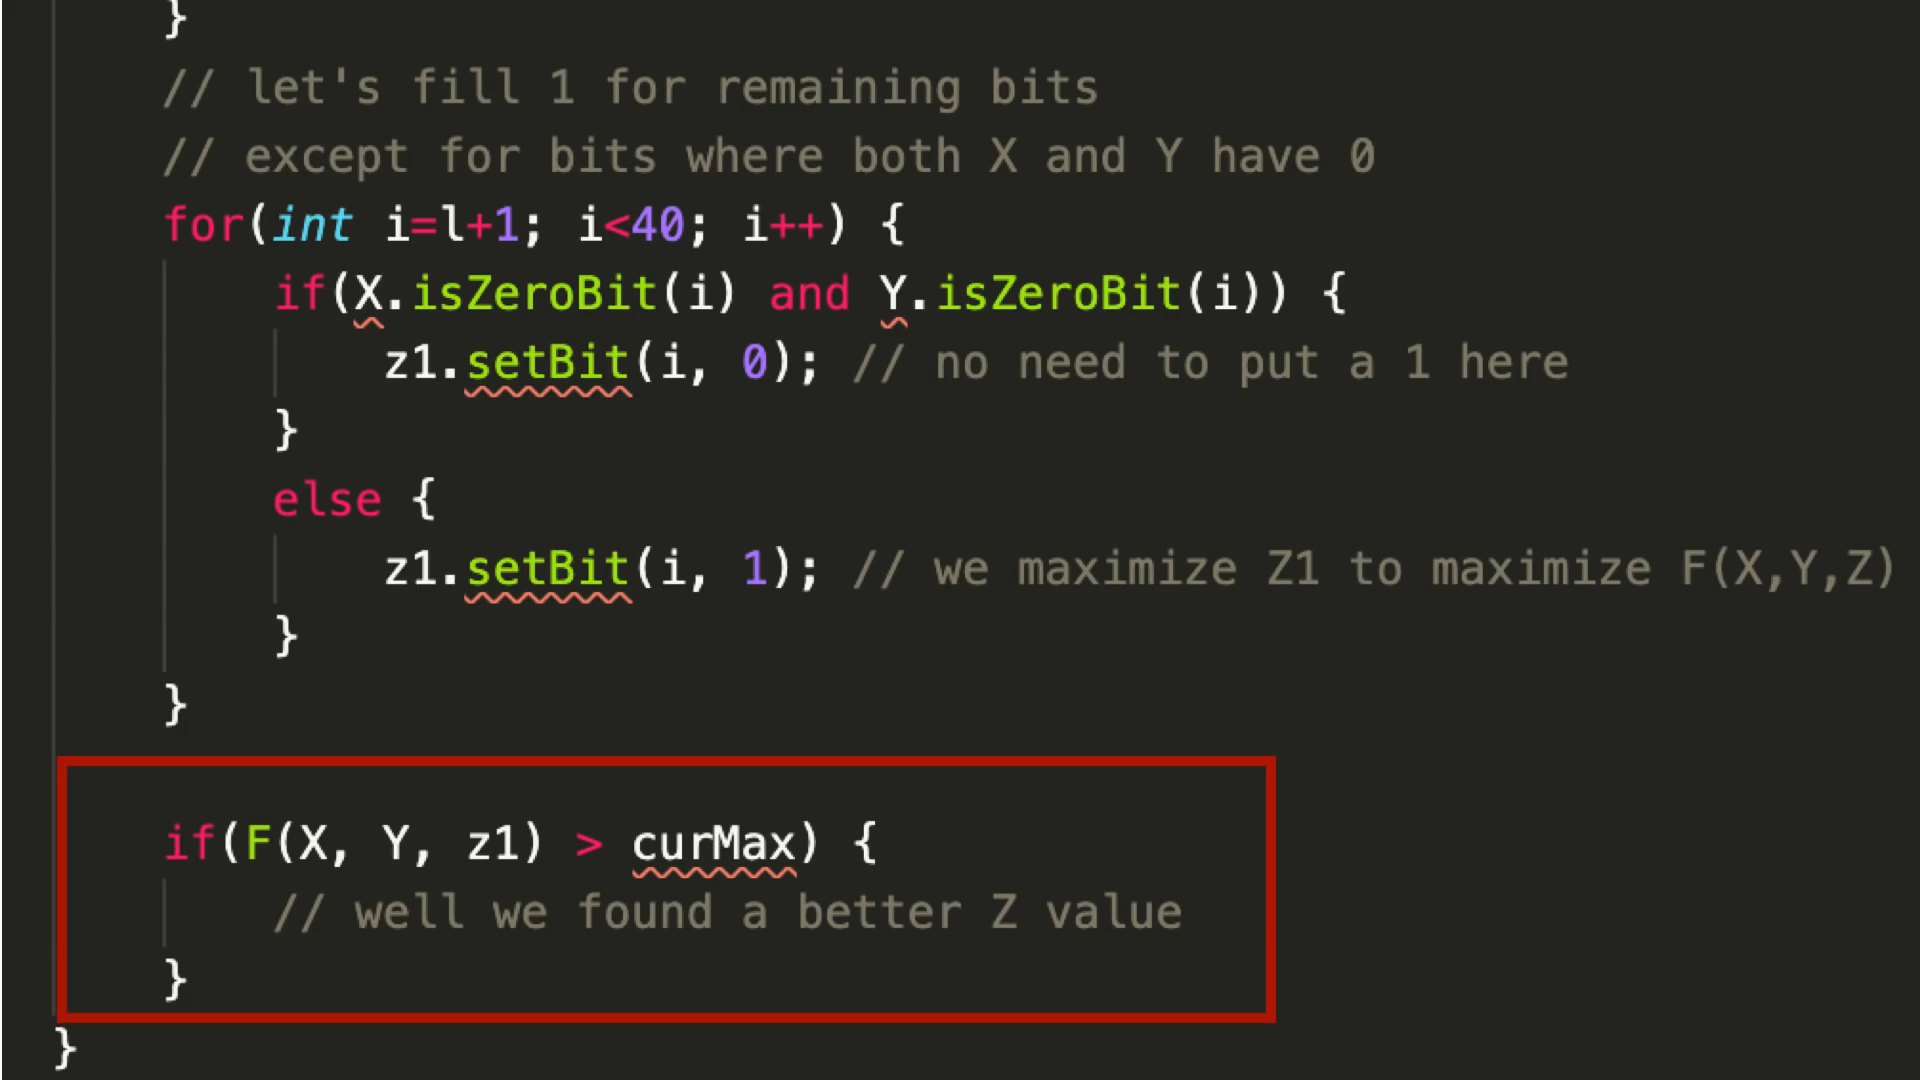 }
// let's fill 1 for remaining bits
// except for bits where both X and Y have 0
for(int i=l+1; i<40; i++) {
if(X.isZeroBit(i) and Y.isZeroBit(i)) {
z1.setBit(i, 0); // no need to put a 1 here
}
else {
z1.setBit(i, 1); // we maximize Z1 to maximize F(X,Y,Z)
}
}
if(F(X, Y, z1) > curMax) {
// well we found a better Z value
}
}